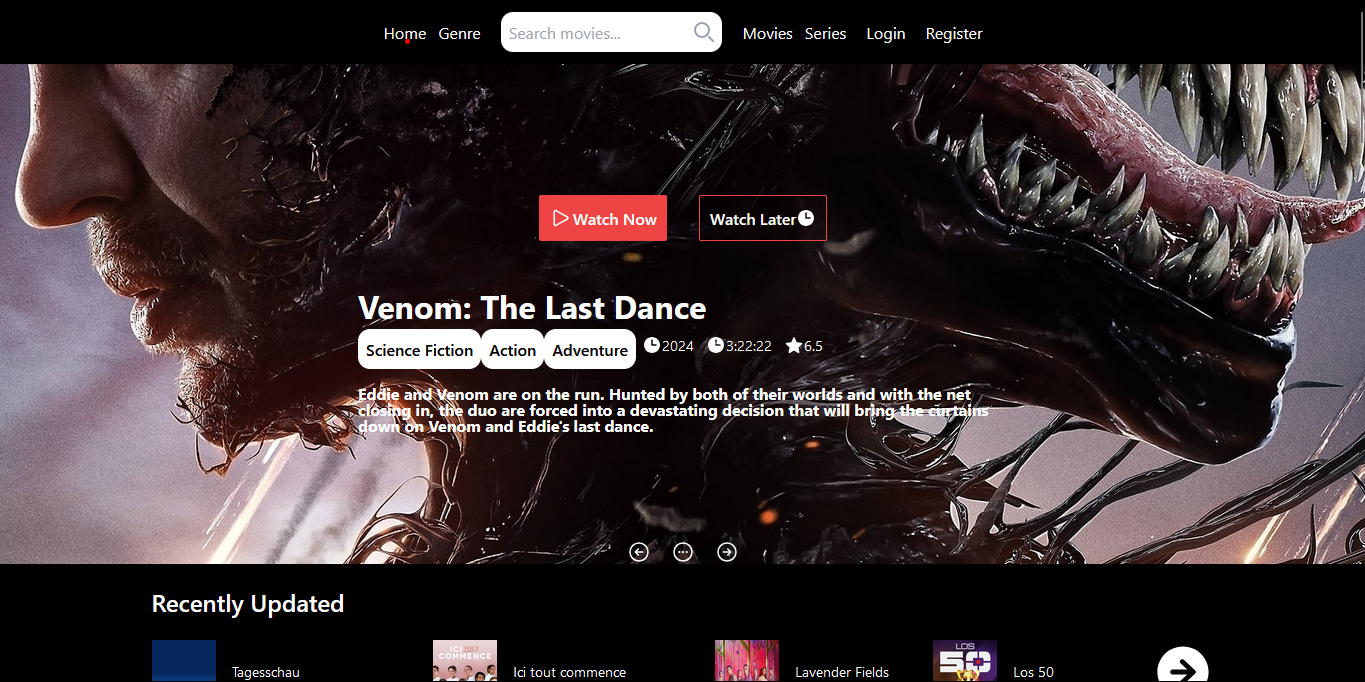 Home Genre Search movies... Movies Series Login Register
Watch Now Watch Later
Venom: The Last Dance
Science Fiction Action Adventure 2024 3:22:22 6.5
Eddie and Venom are on the run. Hunted by both of their worlds and with the net
closing in, the duo are forced into a devastating decision that will bring the curtains
down on Venom and Eddie's last dance.
Recently Updated
ICI TOUT
COMMENCE
LOS
50
Tagesschau Ici tout commence Lavender Fields Los 50